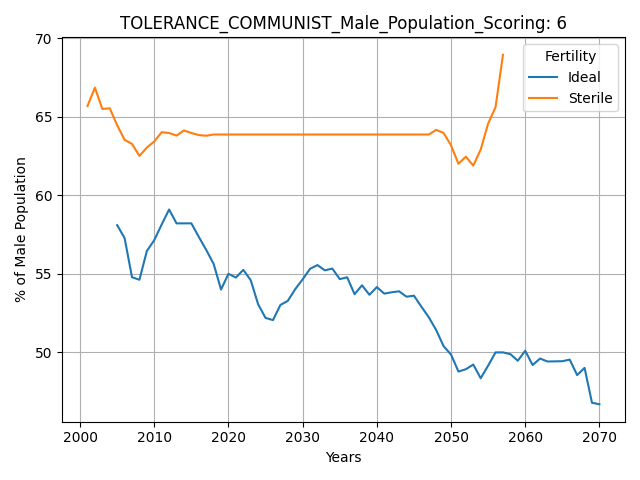 TOLERANCE_COMMUNIST_Male_Population_Scoring: 6
% of Male Population
70
65
60
55
50
2000 2010 2020 2030 2040 2050 2060 2070
Years
Fertility
Ideal
Sterile